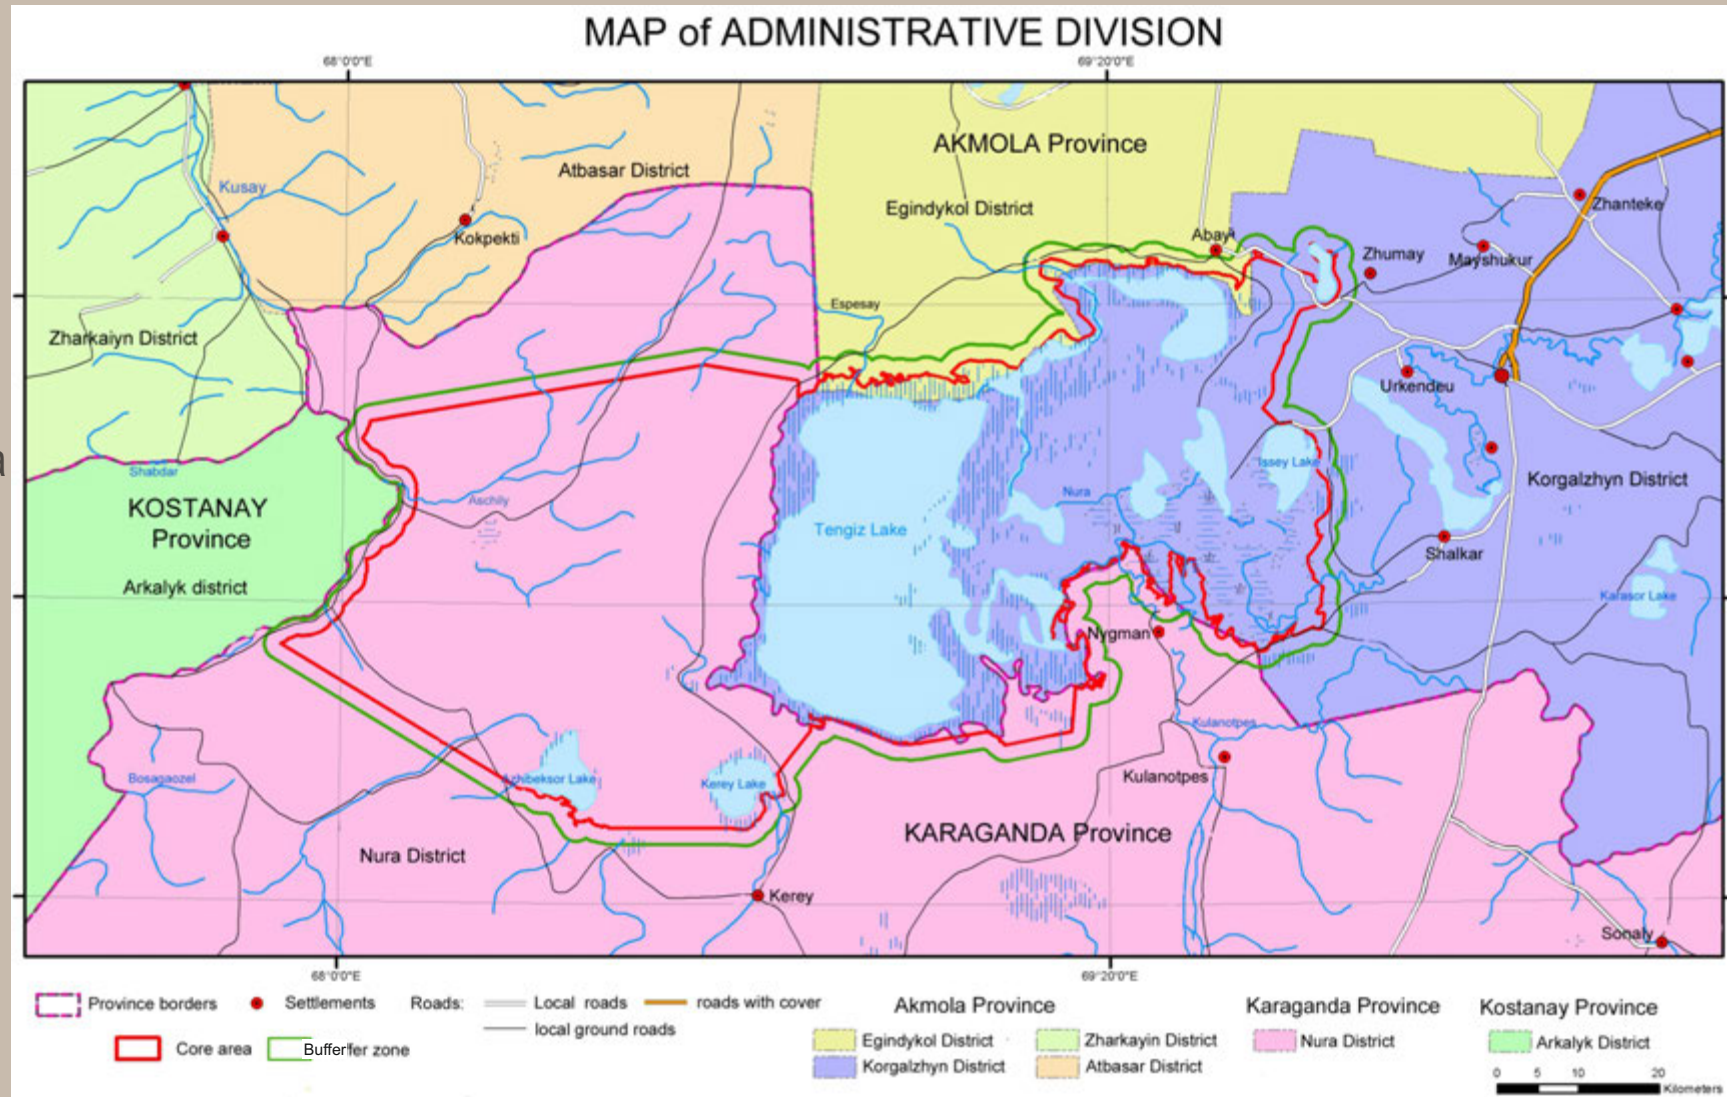 MAP of ADMINISTRATIVE DIVISION
68°0'0"E
69°20'0"E
AKMOLA Province
Atbasar District
Kusay
Egindykol District
Zhanteke
Kokpekti
Abay
Zhumay
Mayshukur
Espesay
Zharkaiyn District
Urkendeu
a
Shabdar
Issey Lake
Aschily
Nura
Korgalzhyn District
KOSTANAY
Province
Tengiz Lake
Shalkar
Arkalyk district
Karasor Lake
Nygman
Kulanotpes
Bosagaozel
Azhibeksor Lake
Kerey Lake
Kulanotpes
KARAGANDA Province
Nura District
Kerey
Sonaly
68°0'0"E
69°20'0"E
Province borders
Settlements
Roads:
Local roads
roads with cover
local ground roads
Core area
Buffer fer zone
Akmola Province
Egindykol District
Zharkayin District
Korgalzhyn District
Atbasar District
Karaganda Province
Nura District
Kostanay Province
Arkalyk District
0 5 10 20
Kilometers